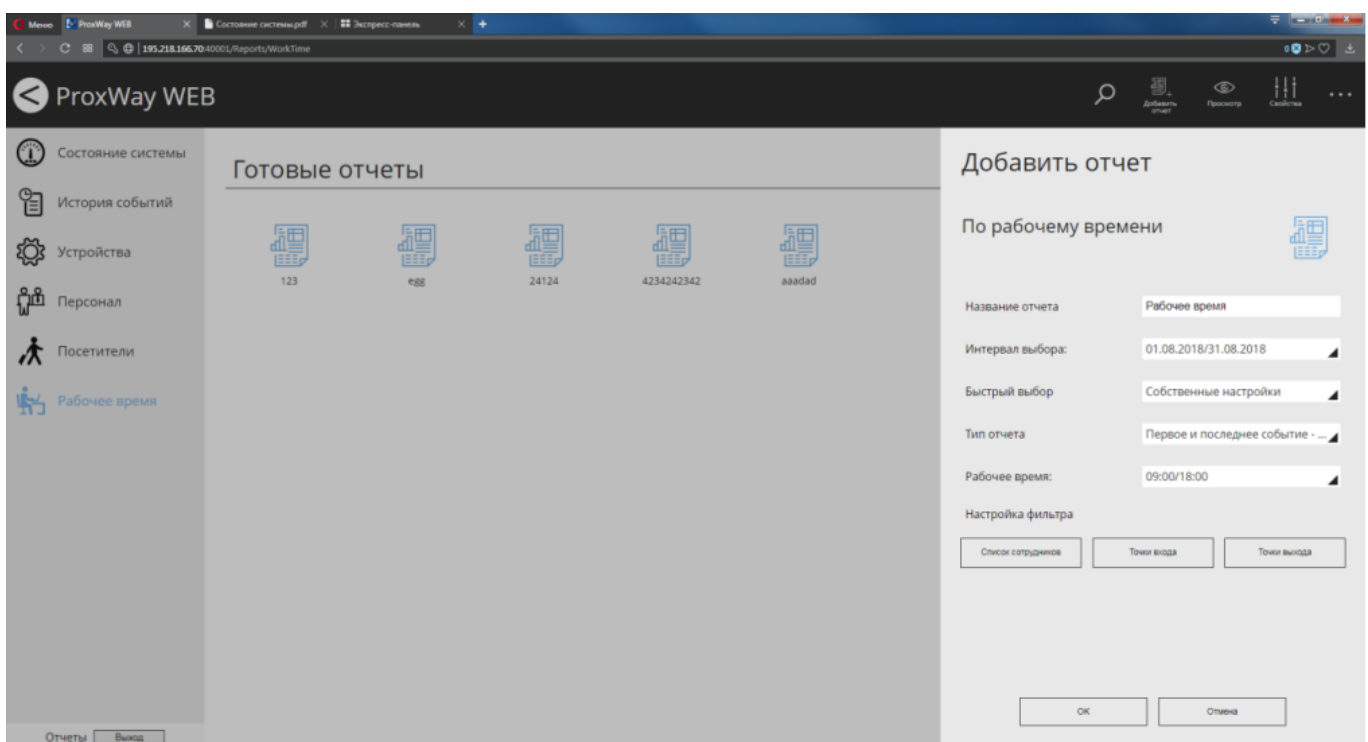 Меню ProxWay WEB Состояние системы.pdf Экспресс-панель
195.218.166.70:40001/Reports/WorkTime 0
ProxWay WEB
Добавить отчет Просмотр Свойства
Состояние системы
История событий
Устройства
Персонал
Посетители
Рабочее время
Отчеты Выход
Готовые отчеты
123 egg 24124 4234242342 aaadad
Добавить отчет
По рабочему времени
Название отчета Рабочее время
Интервал выбора: 01.08.2018/31.08.2018
Быстрый выбор Собственные настройки
Тип отчета Первое и последнее событие - ...
Рабочее время: 09:00/18:00
Настройка фильтра
Список сотрудников Точки входа Точки выхода
OK Отмена